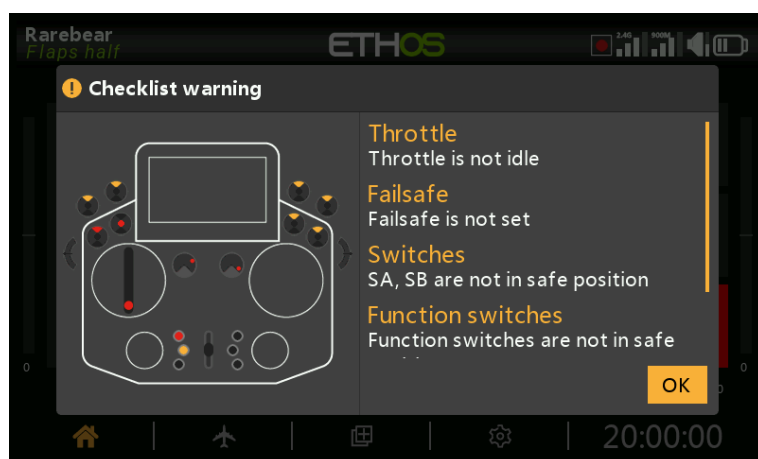 Rarebear
Flaps half
ETHOS
2.4G
900M
Checklist warning
Throttle
Throttle is not idle
Failsafe
Failsafe is not set
Switches
SA, SB are not in safe position
Function switches
Function switches are not in safe
OK
0
0
20:00:00